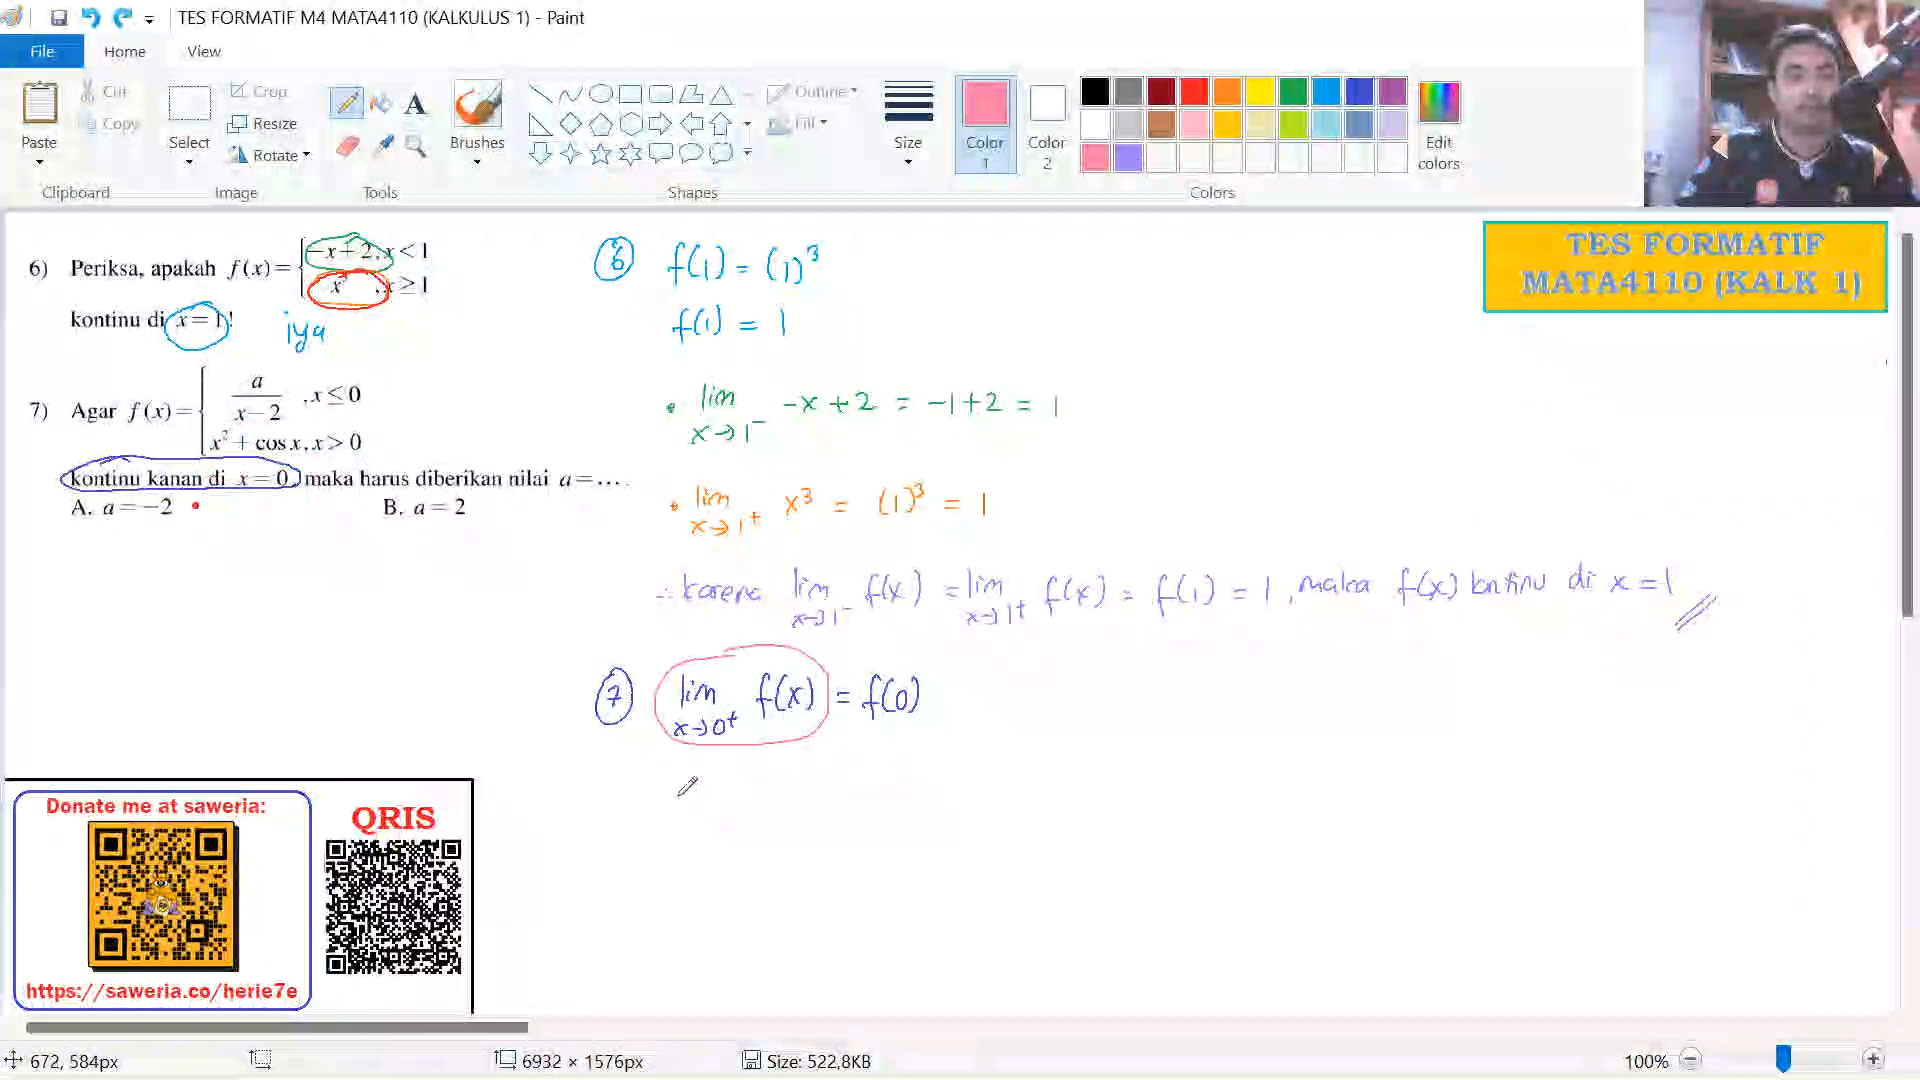 TES FORMATIF M4 MATA4110 (KALKULUS 1) - Paint
File Home View
Paste Cut Copy
Select Crop Resize Rotate
A
Brushes
Outline Fill
Size
Color 1
Color 2
Edit colors
Clipboard Image Tools Shapes Colors
TES FORMATIF
MATA4110 (KALK 1)
6) Periksa, apakah f(x) = { -x+2, x < 1
x³, x ≥ 1
kontinu di x = 1!
iya
7) Agar f(x) = { a/(x-2), x ≤ 0
x² + cos x, x > 0
kontinu kanan di x = 0, maka harus diberikan nilai a = ....
A. a = -2 B. a = 2
6 f(1) = (1)³
f(1) = 1
• lim x→1⁻ -x + 2 = -1+2 = 1
• lim x→1⁺ x³ = (1)³ = 1
∴ karena lim x→1⁻ f(x) = lim x→1⁺ f(x) = f(1) = 1, maka f(x) kntinu di x = 1
7 lim x→0⁺ f(x) = f(0)
Donate me at saweria:
https://saweria.co/herie7e
QRIS
672, 584px
6932 × 1576px
Size: 522,8KB
100%